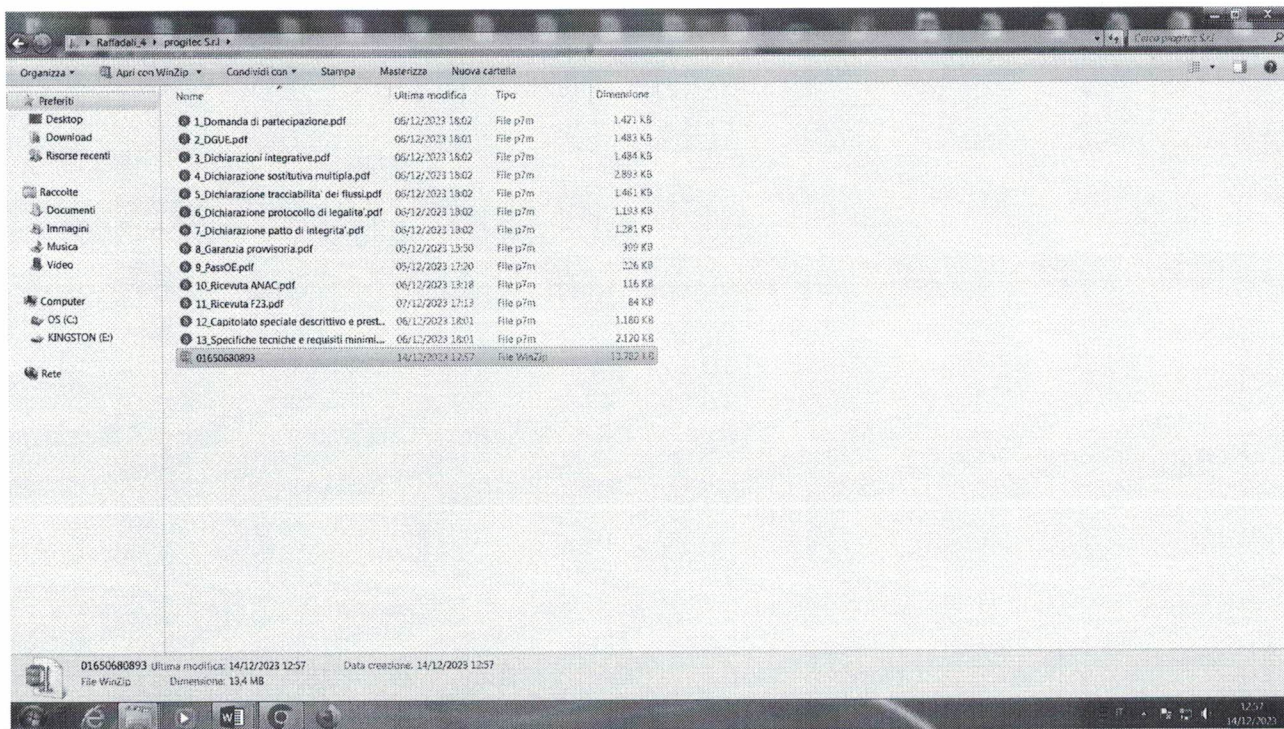 Raffadali_4 ▸ progitec S.r.l ▸ Cerca progitec S.r.l
Organizza Apri con WinZip Condividi con Stampa Masterizza Nuova cartella
Preferiti
Desktop
Download
Risorse recenti
Raccolte
Documenti
Immagini
Musica
Video
Computer
OS (C:)
KINGSTON (E:)
Rete
Nome Ultima modifica Tipo Dimensione
1_Domanda di partecipazione.pdf 06/12/2023 18:02 File p7m 1.421 KB
2_DGUE.pdf 06/12/2023 18:01 File p7m 1.483 KB
3_Dichiarazioni integrative.pdf 06/12/2023 18:02 File p7m 1.484 KB
4_Dichiarazione sostitutiva multipla.pdf 06/12/2023 18:02 File p7m 2.893 KB
5_Dichiarazione tracciabilita' dei flussi.pdf 06/12/2023 18:02 File p7m 1.461 KB
6_Dichiarazione protocollo di legalita'.pdf 06/12/2023 18:02 File p7m 1.193 KB
7_Dichiarazione patto di integrita'.pdf 06/12/2023 18:02 File p7m 1.281 KB
8_Garanzia provvisoria.pdf 05/12/2023 15:50 File p7m 399 KB
9_PassOE.pdf 05/12/2023 17:20 File p7m 226 KB
10_Ricevuta ANAC.pdf 06/12/2023 13:18 File p7m 116 KB
11_Ricevuta F23.pdf 07/12/2023 17:13 File p7m 84 KB
12_Capitolato speciale descrittivo e prest... 06/12/2023 18:01 File p7m 1.180 KB
13_Specifiche tecniche e requisiti minimi... 06/12/2023 18:01 File p7m 2.120 KB
01650680893 14/12/2023 12:57 File WinZip 13.782 KB
01650680893 Ultima modifica: 14/12/2023 12:57 Data creazione: 14/12/2023 12:57
File WinZip Dimensione: 13,4 MB
IT 12:57
14/12/2023